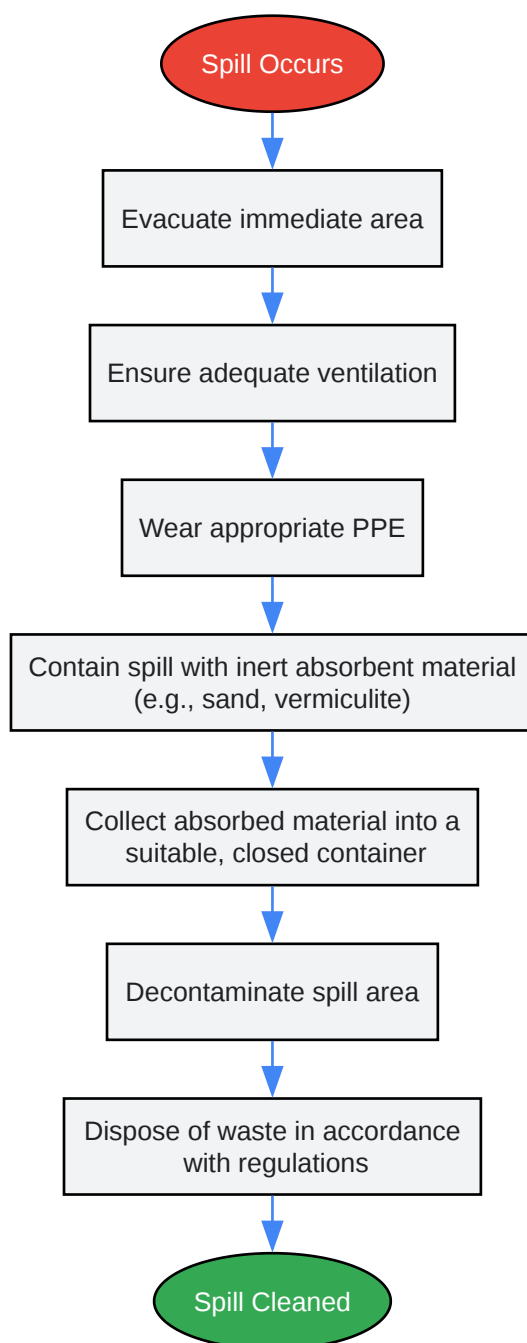 Spill Occurs
Evacuate immediate area
Ensure adequate ventilation
Wear appropriate PPE
Contain spill with inert absorbent material
(e.g., sand, vermiculite)
Collect absorbed material into a
suitable, closed container
Decontaminate spill area
Dispose of waste in accordance
with regulations
Spill Cleaned